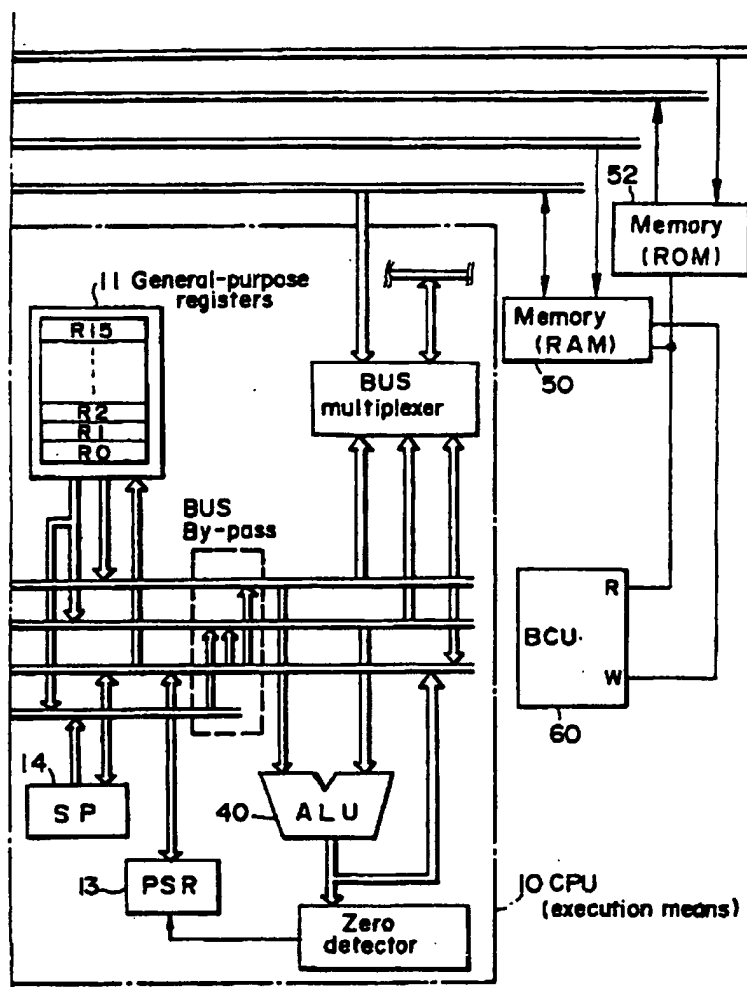 52
Memory
(ROM)
11 General-purpose
registers
R15
R2
R1
R0
Memory
(RAM)
50
BUS
multiplexer
BUS
By-pass
R
BCU
W
60
14
SP
40
ALU
13
PSR
10 CPU
(execution means)
Zero
detector